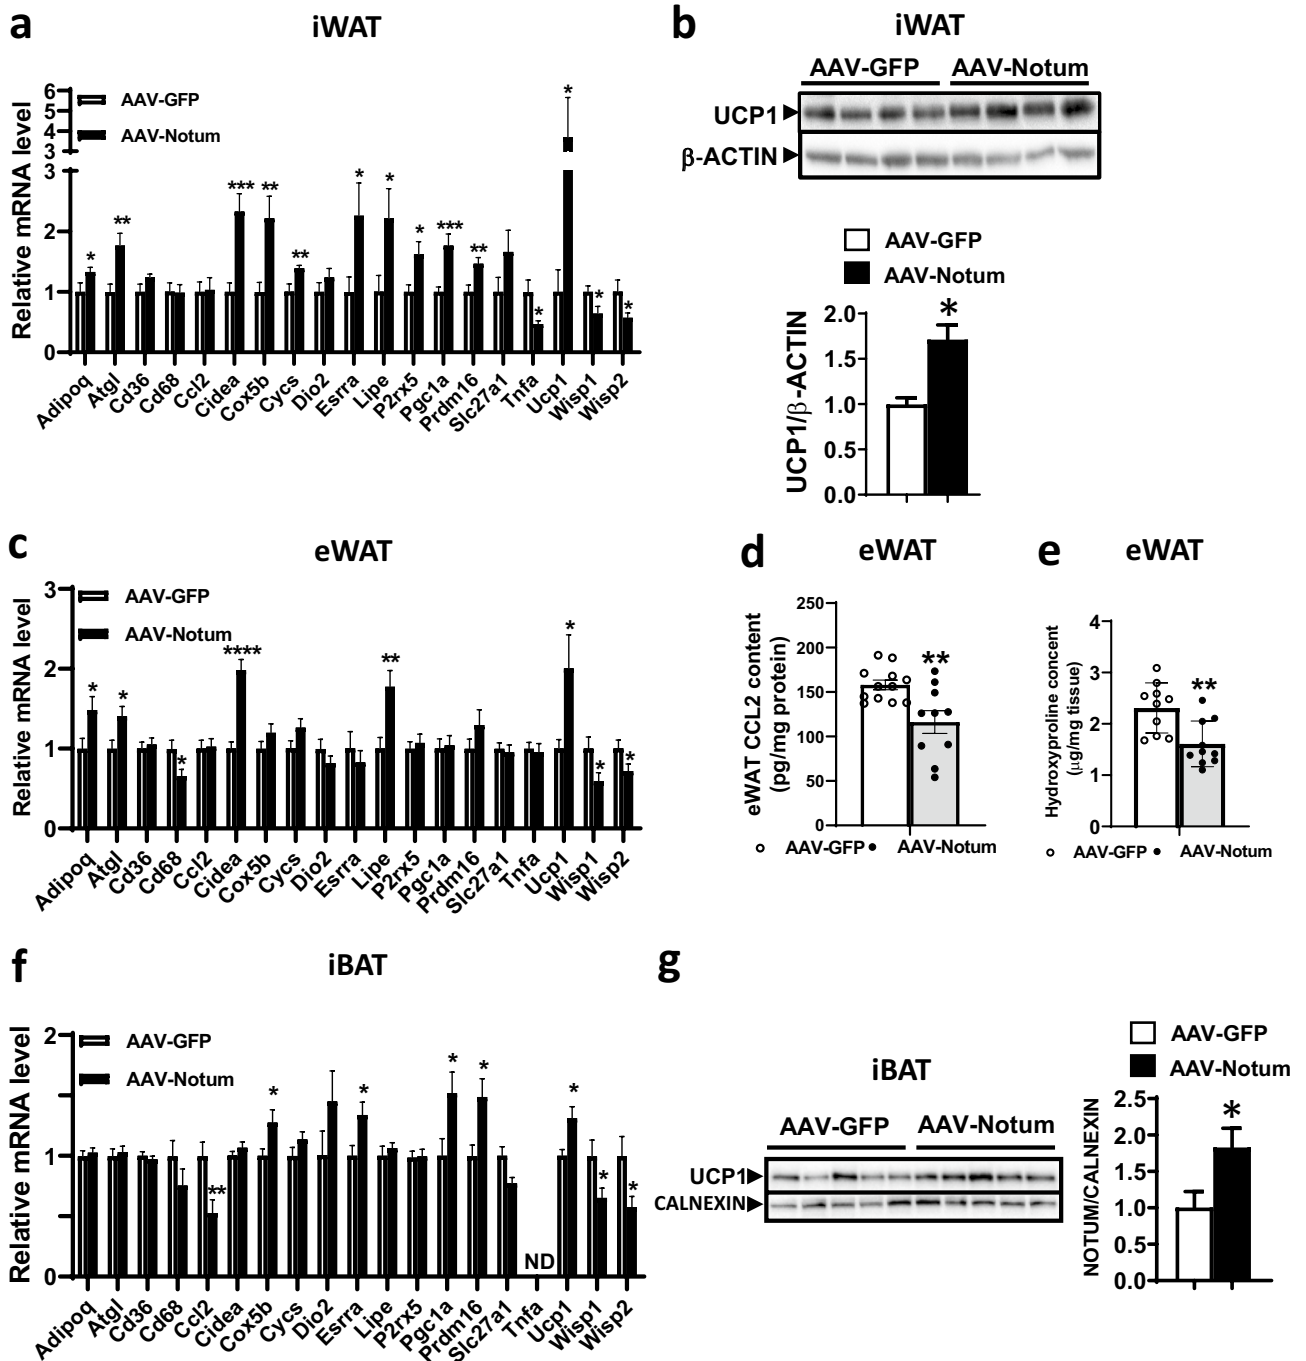 a
iWAT
AAV-GFP
AAV-Notum
Relative mRNA level
6
5
4
3
3
2
1
0
* ** *** ** ** * * * *** ** * * * *
Adipoq Atgl Cd36 Cd68 Ccl2 Cidea Cox5b Cycs Dio2 Esrra Lipe P2rx5 Pgc1a Prdm16 Slc27a1 Tnfa Ucp1 Wisp1 Wisp2
b
iWAT
AAV-GFP AAV-Notum
UCP1
β-ACTIN
AAV-GFP
AAV-Notum
UCP1/β-ACTIN
2.0
1.5
1.0
0.5
0.0
*
c
eWAT
AAV-GFP
AAV-Notum
Relative mRNA level
3
2
1
0
* * * **** ** * * *
Adipoq Atgl Cd36 Cd68 Ccl2 Cidea Cox5b Cycs Dio2 Esrra Lipe P2rx5 Pgc1a Prdm16 Slc27a1 Tnfa Ucp1 Wisp1 Wisp2
d
eWAT
eWAT CCL2 content
(pg/mg protein)
250
200
150
100
50
0
**
AAV-GFP AAV-Notum
e
eWAT
Hydroxyproline concent
(μg/mg tissue)
4
3
2
1
0
**
AAV-GFP AAV-Notum
f
iBAT
AAV-GFP
AAV-Notum
Relative mRNA level
2
1
0
** * * * * * * *
ND
Adipoq Atgl Cd36 Cd68 Ccl2 Cidea Cox5b Cycs Dio2 Esrra Lipe P2rx5 Pgc1a Prdm16 Slc27a1 Tnfa Ucp1 Wisp1 Wisp2
g
iBAT
AAV-GFP AAV-Notum
UCP1
CALNEXIN
AAV-GFP
AAV-Notum
NOTUM/CALNEXIN
2.5
2.0
1.5
1.0
0.5
0.0
*